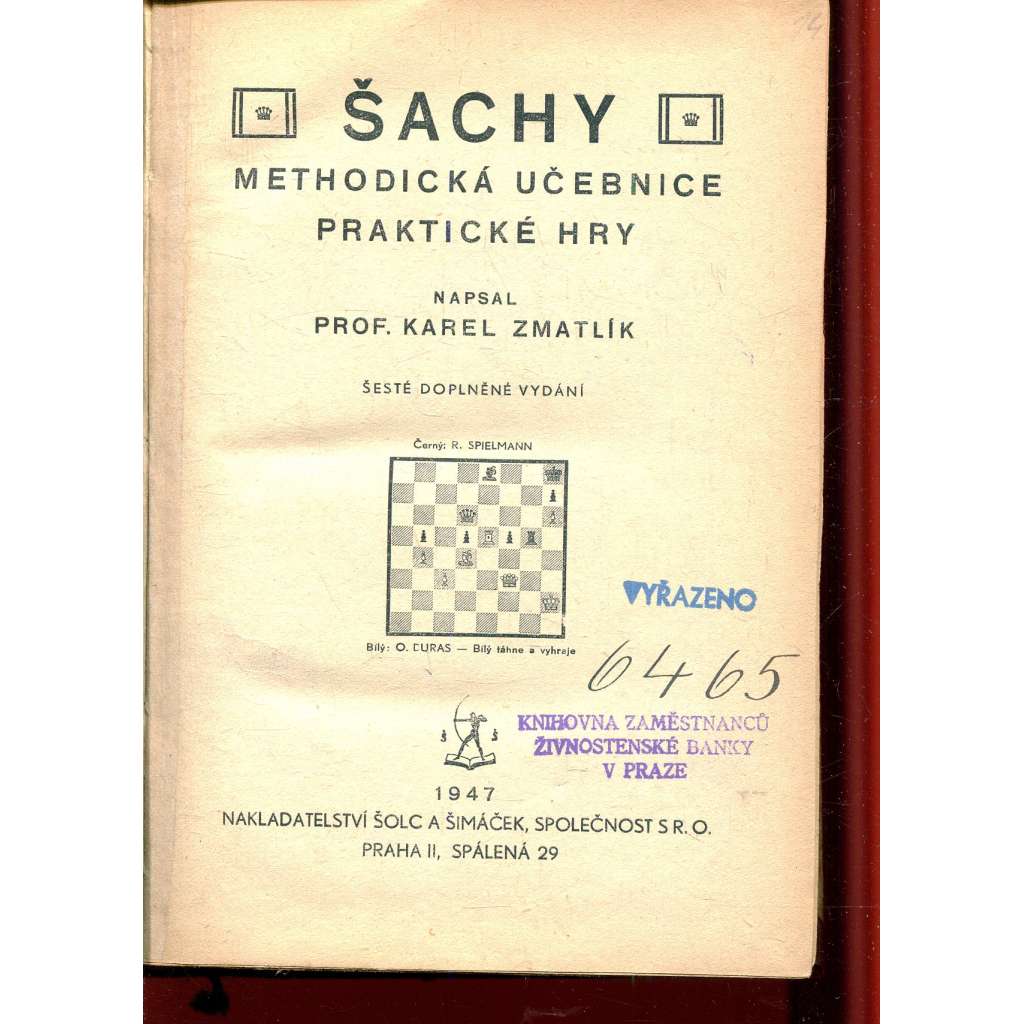 ŠACHY
METHODICKÁ UČEBNICE
PRAKTICKÉ HRY
NAPSAL
PROF. KAREL ZMATLÍK
ŠESTÉ DOPLNĚNÉ VYDÁNÍ
Černý: R. SPIELMANN
Bílý: O. DURAS — Bílý táhne a vyhraje
VYŘAZENO
6465
Š Š
KNIHOVNA ZAMĚSTNANCŮ
ŽIVNOSTENSKÉ BANKY
V PRAZE
1947
NAKLADATELSTVÍ ŠOLC A ŠIMÁČEK, SPOLEČNOST S R. O.
PRAHA II, SPÁLENÁ 29